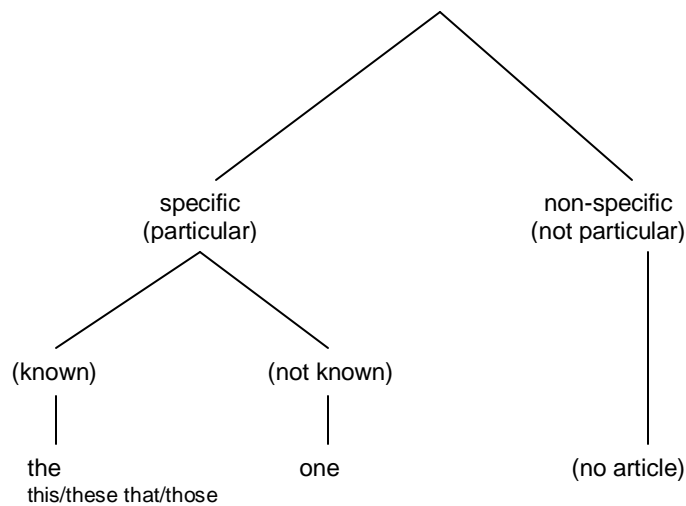 specific
(particular)
non-specific
(not particular)
(known)
(not known)
the
this/these that/those
one
(no article)